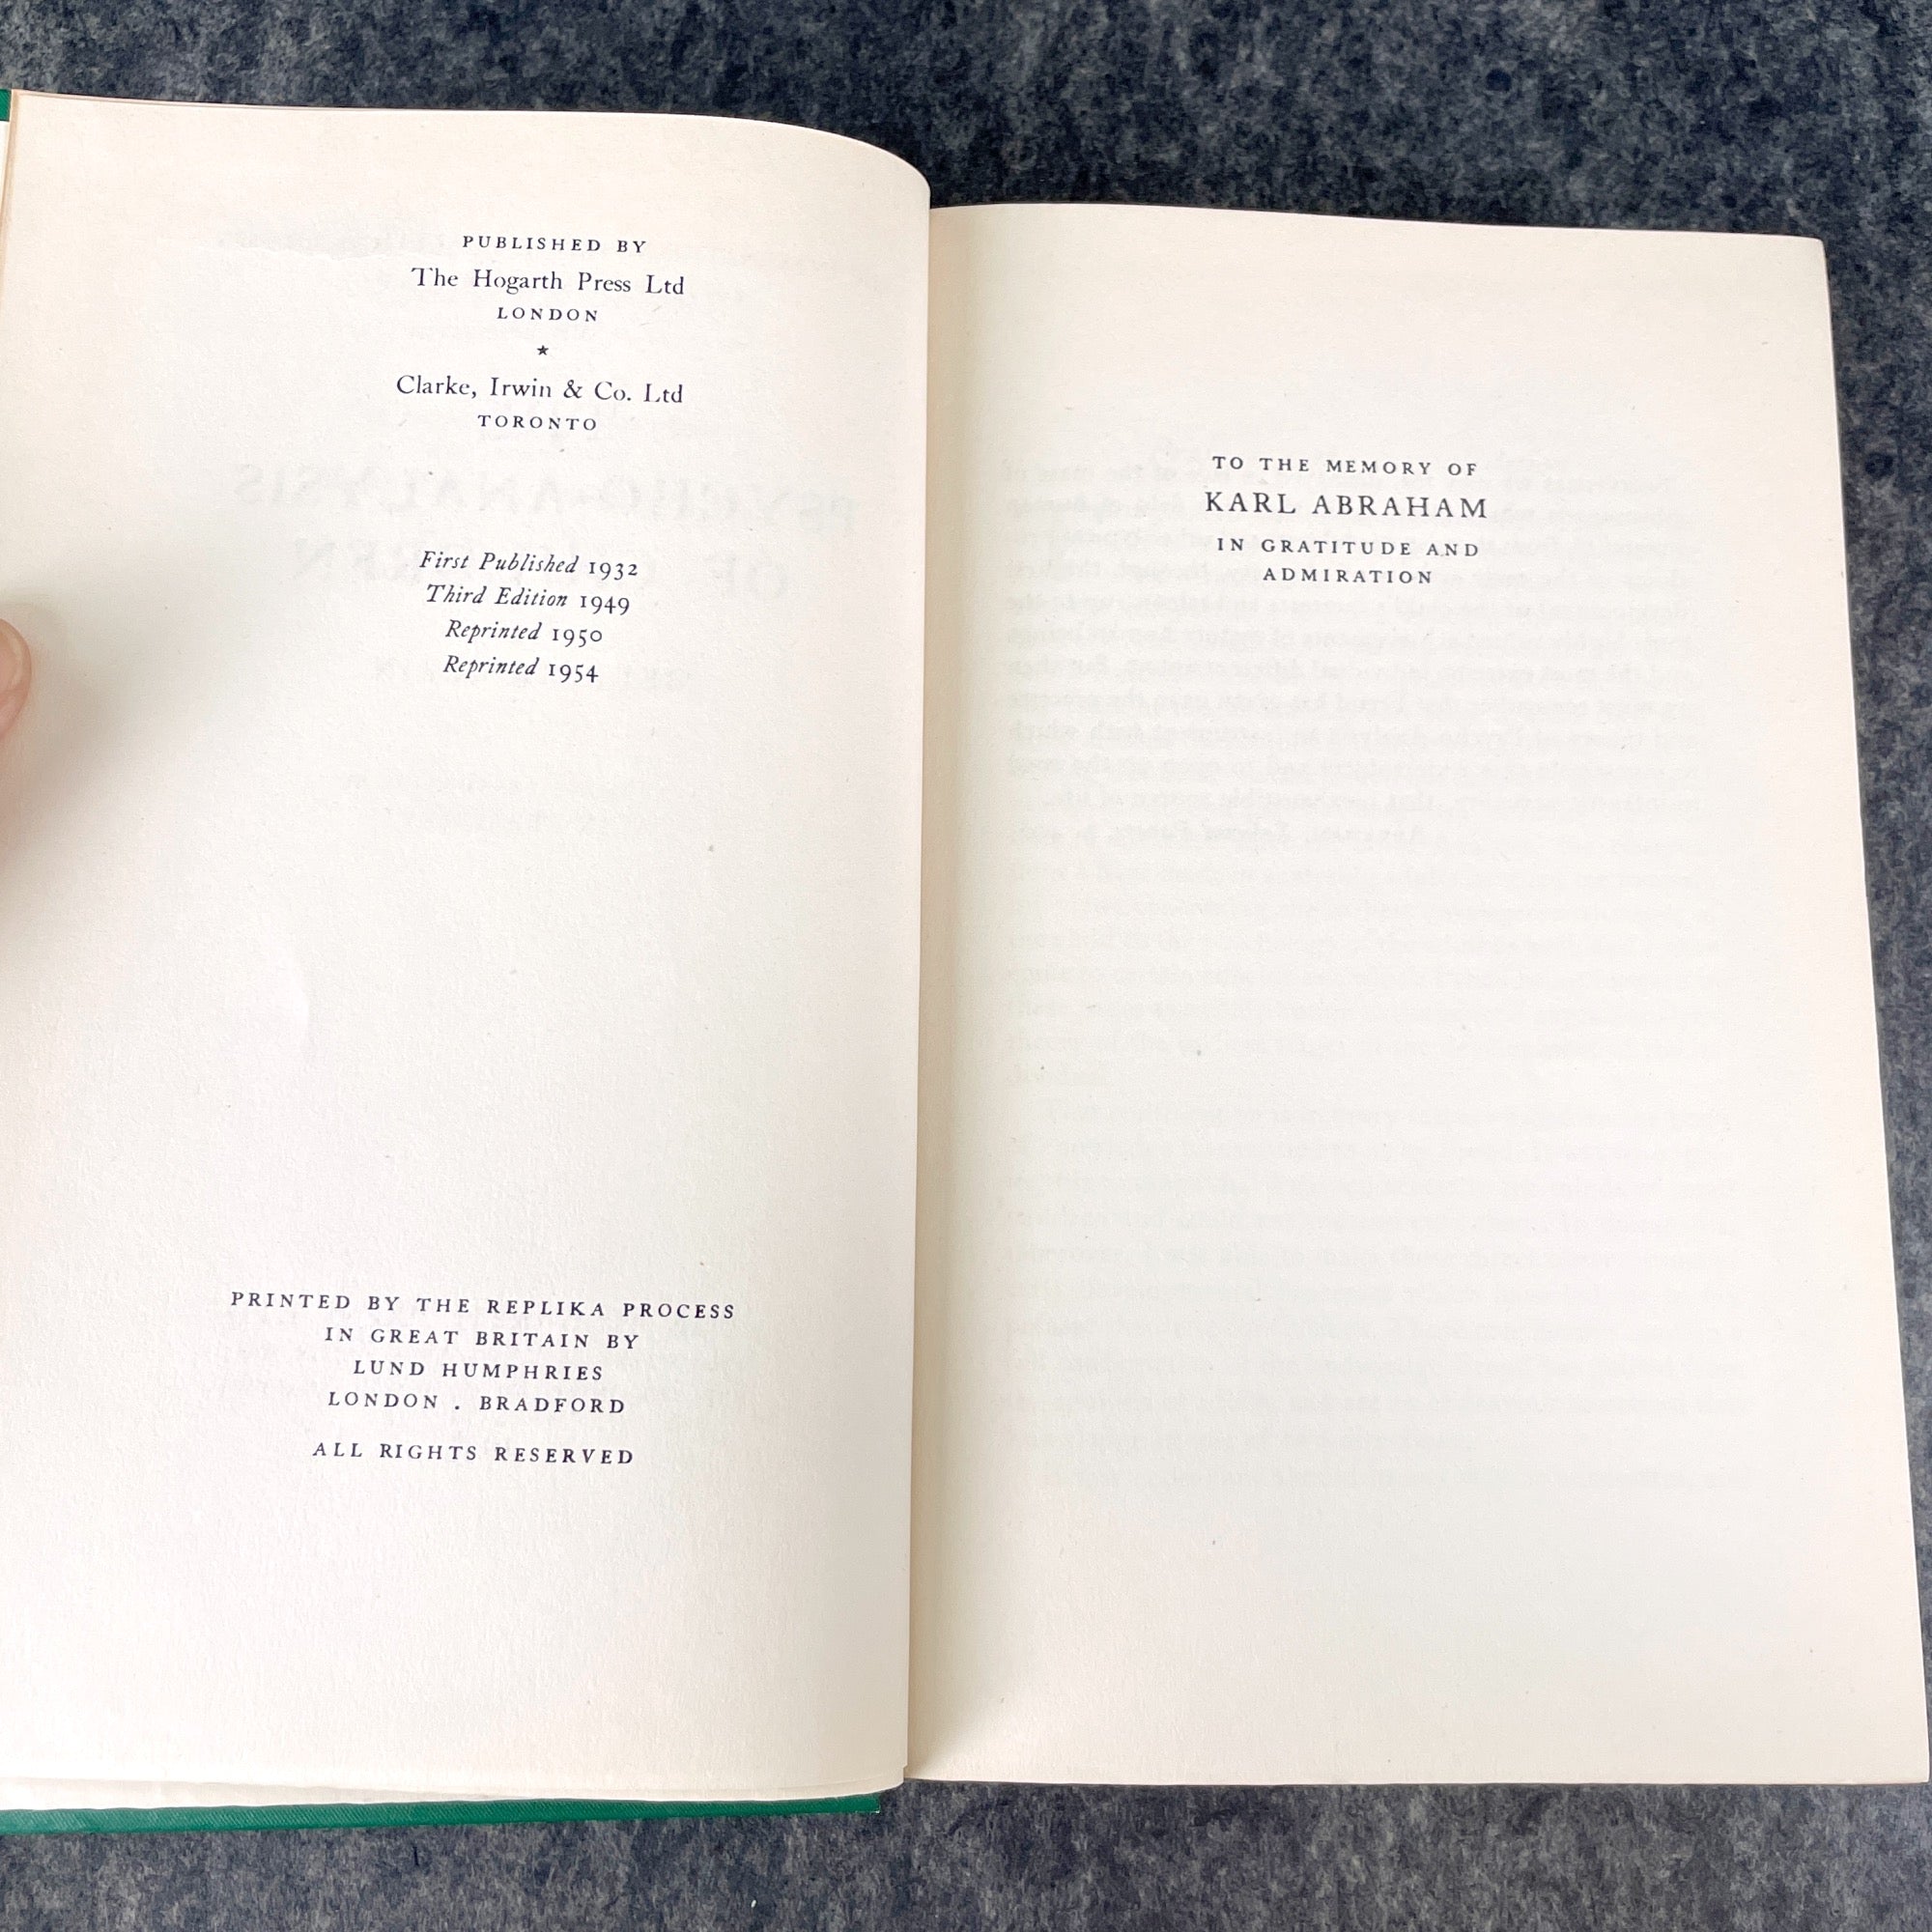 PUBLISHED BY
The Hogarth Press Ltd
LONDON
★
Clarke, Irwin & Co. Ltd
TORONTO
First Published 1932
Third Edition 1949
Reprinted 1950
Reprinted 1954
PRINTED BY THE REPLIKA PROCESS
IN GREAT BRITAIN BY
LUND HUMPHRIES
LONDON . BRADFORD
ALL RIGHTS RESERVED
TO THE MEMORY OF
KARL ABRAHAM
IN GRATITUDE AND
ADMIRATION